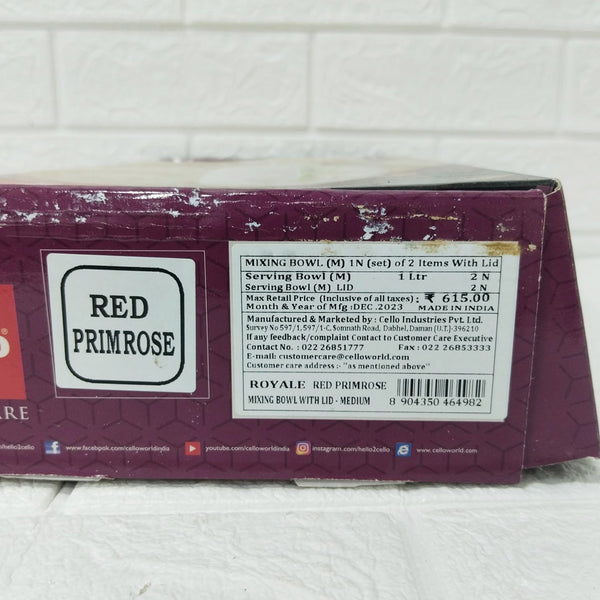 RED
PRIMROSE
MIXING BOWL (M) 1N (set) of 2 Items With Lid
Serving Bowl (M) 1 Ltr 2 N
Serving Bowl (M) LID 2 N
Max Retail Price (Inclusive of all taxes) : ₹ 615.00
Month & Year of Mfg :DEC .2023 MADE IN INDIA
Manufactured & Marketed by : Cello Industries Pvt. Ltd.
Survey No 597/1,597/1-C, Somnath Road, Dabhel, Daman (U.T.)-396210
If any feedback/complaint Contact to Customer Care Executive
Contact No. : 022 26851777 Fax : 022 26853333
E-mail: customercare@celloworld.com
Customer care address :- "as mentioned above"
ROYALE RED PRIMROSE
MIXING BOWL WITH LID - MEDIUM
8 904350 464982
ARE
/hello2cello www.facebook.com/celloworldindia youtube.com/celloworldindia instagram.com/hello2cello www.celloworld.com